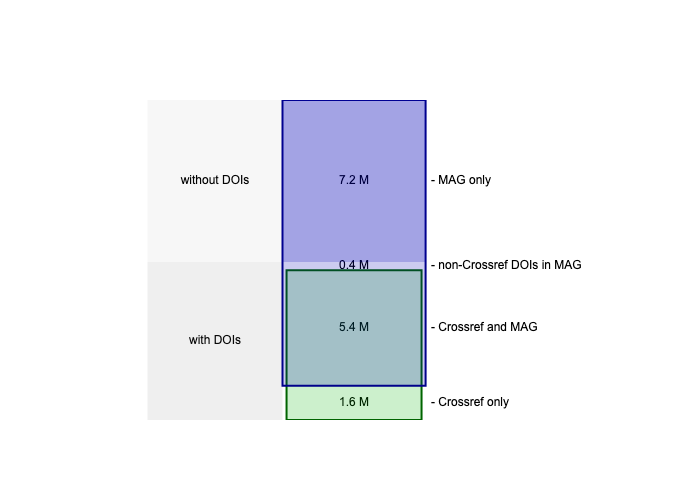 without DOIs 7.2 M - MAG only
0.4 M - non-Crossref DOIs in MAG
5.4 M - Crossref and MAG
with DOIs
1.6 M - Crossref only